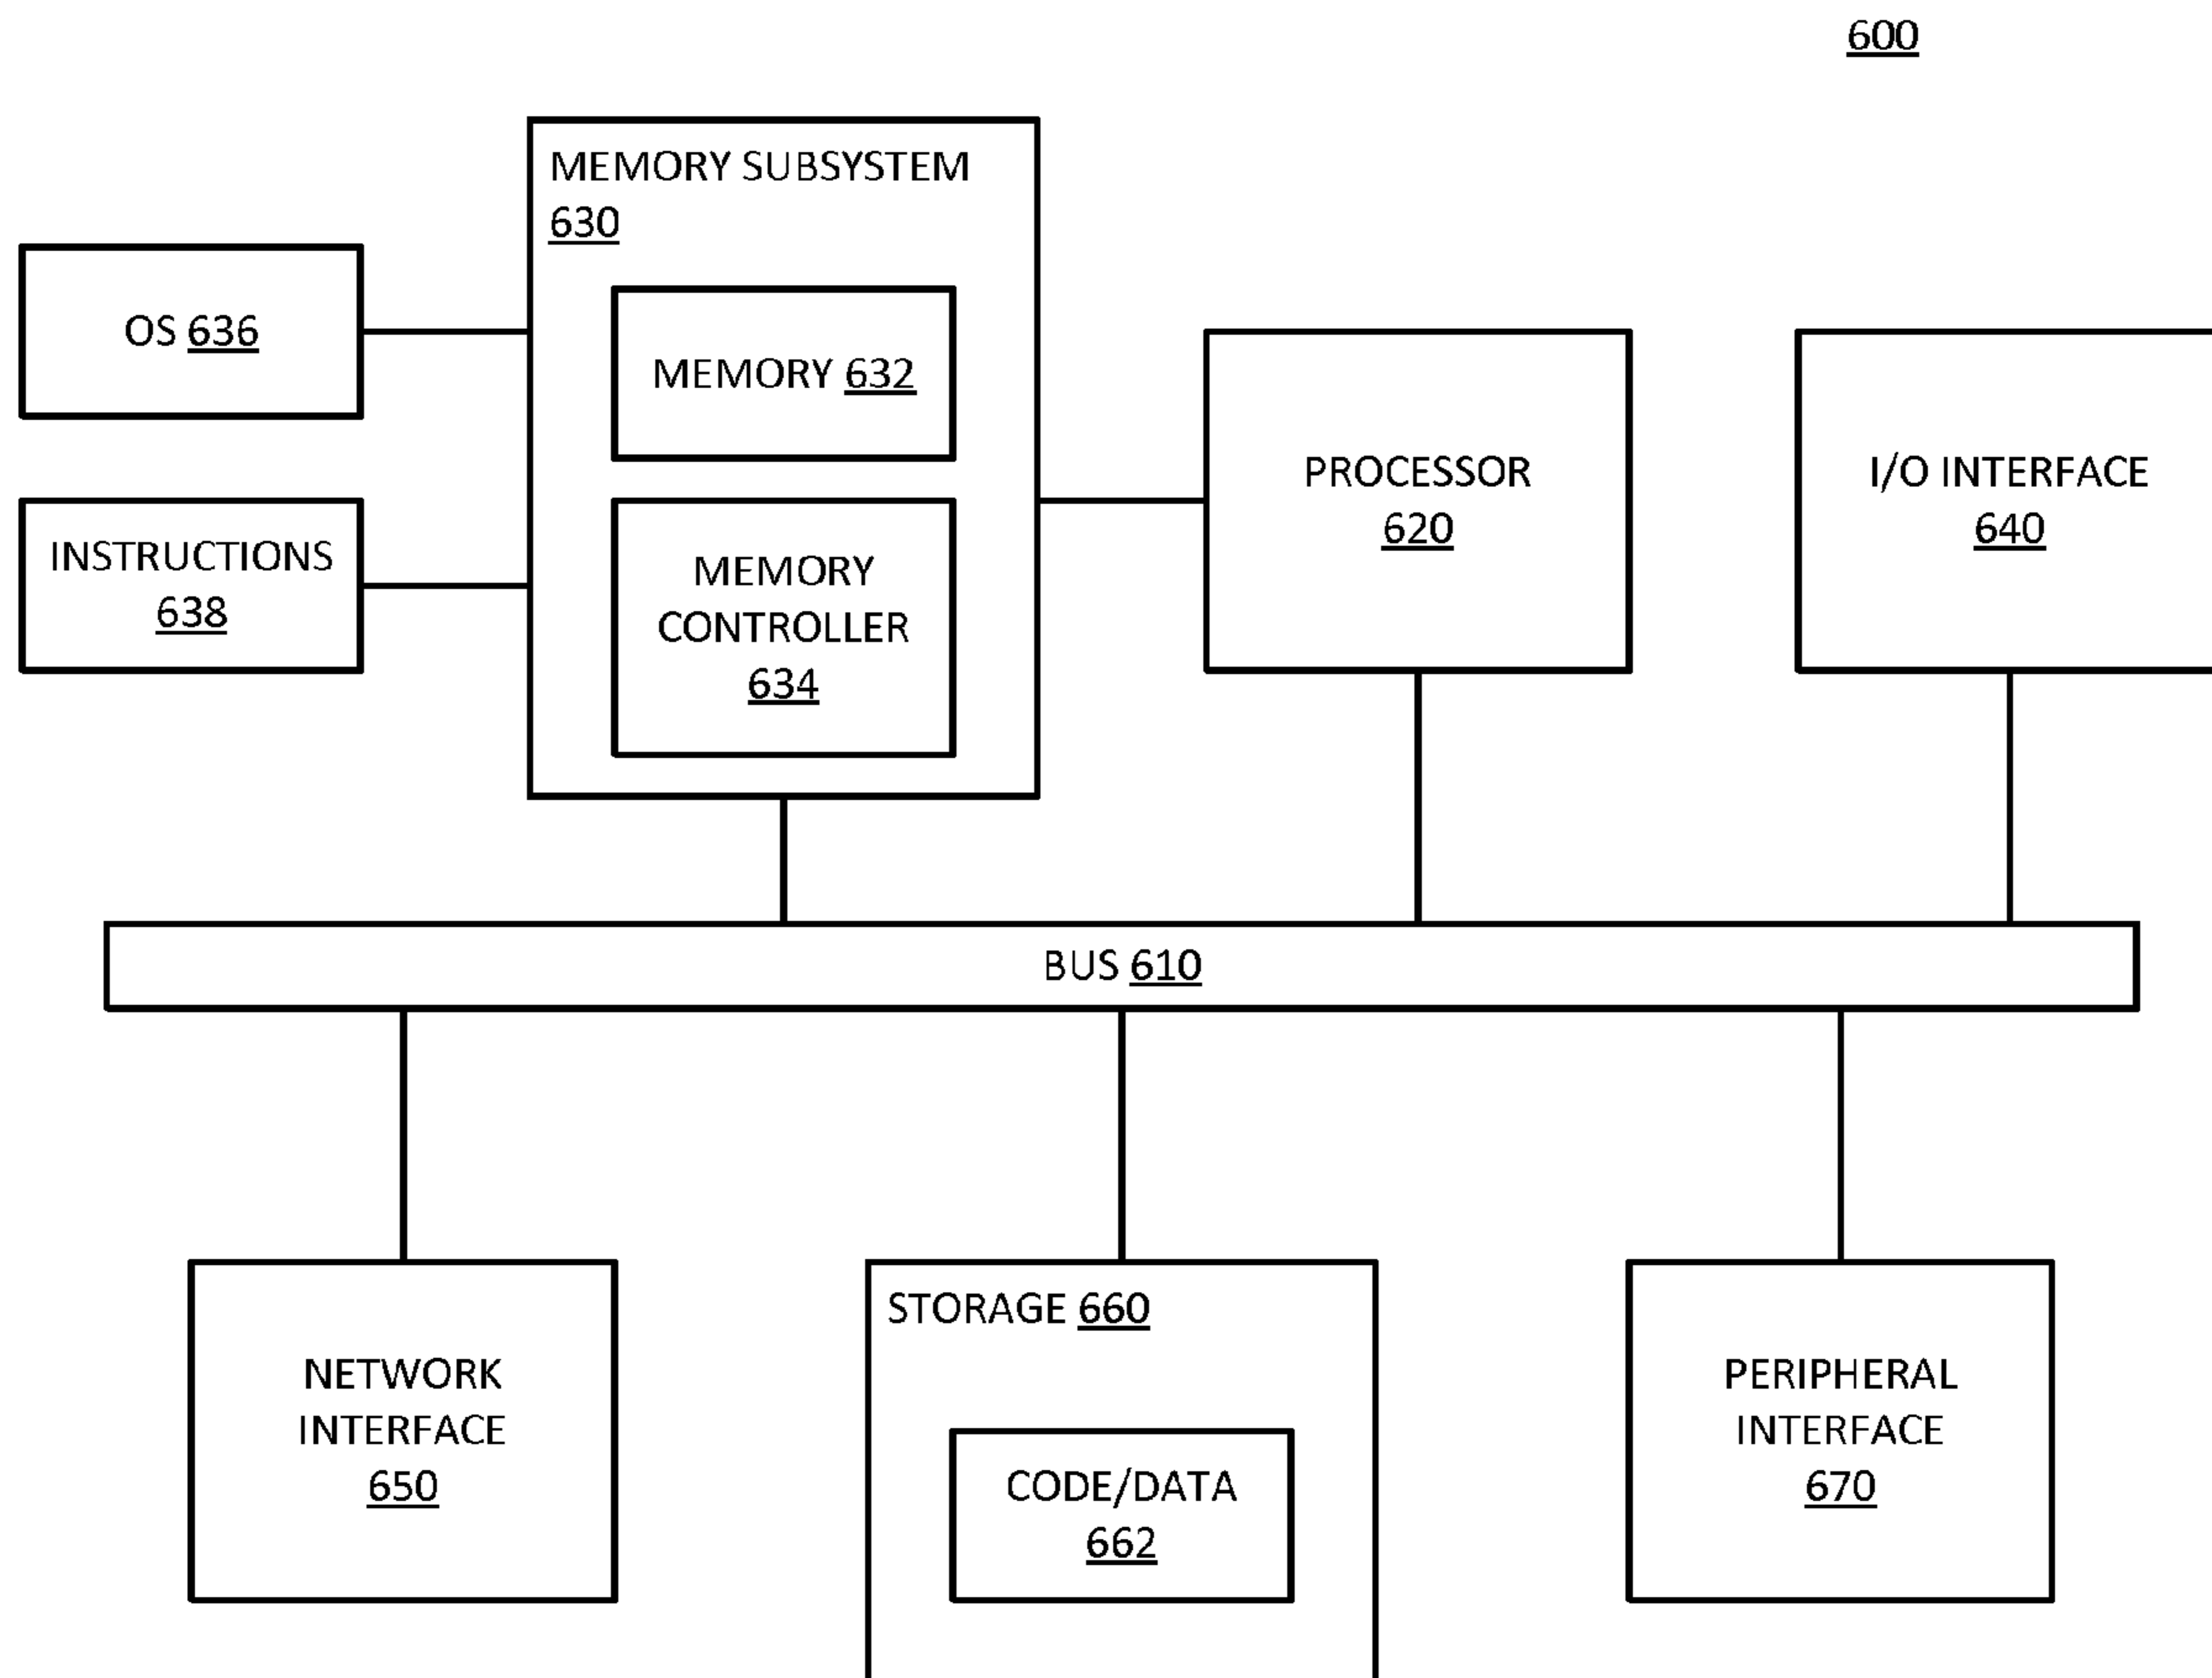 600
MEMORY SUBSYSTEM
630
OS 636
MEMORY 632
PROCESSOR
620
I/O INTERFACE
640
INSTRUCTIONS
638
MEMORY
CONTROLLER
634
BUS 610
STORAGE 660
NETWORK
INTERFACE
650
CODE/DATA
662
PERIPHERAL
INTERFACE
670